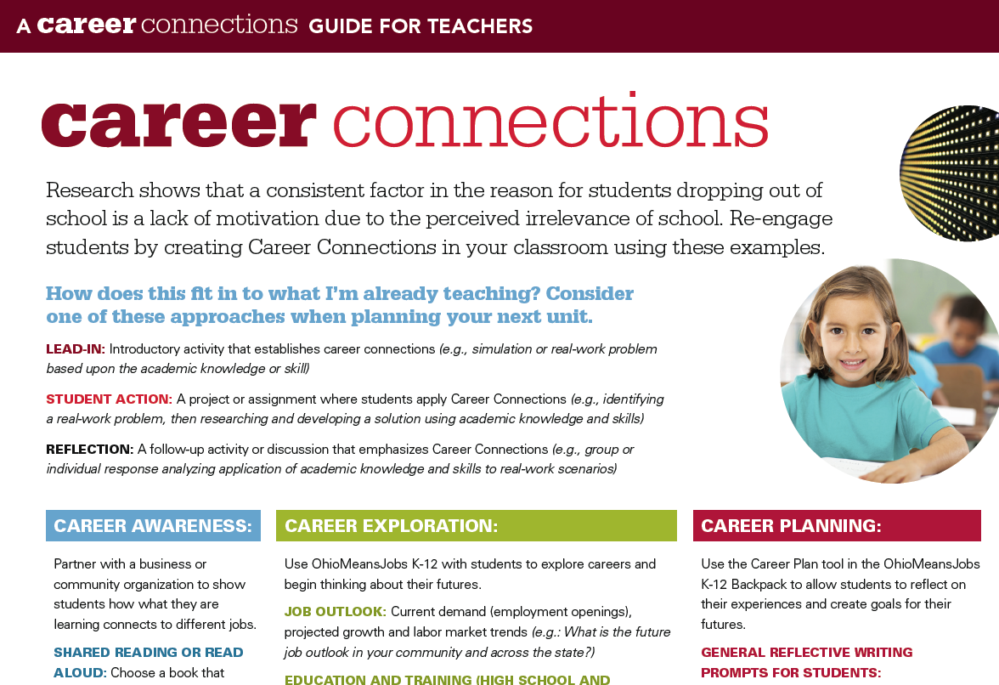 A career connections GUIDE FOR TEACHERS
career connections
Research shows that a consistent factor in the reason for students dropping out of
school is a lack of motivation due to the perceived irrelevance of school. Re-engage
students by creating Career Connections in your classroom using these examples.
How does this fit in to what I'm already teaching? Consider
one of these approaches when planning your next unit.
LEAD-IN: Introductory activity that establishes career connections (e.g., simulation or real-work problem
based upon the academic knowledge or skill)
STUDENT ACTION: A project or assignment where students apply Career Connections (e.g., identifying
a real-work problem, then researching and developing a solution using academic knowledge and skills)
REFLECTION: A follow-up activity or discussion that emphasizes Career Connections (e.g., group or
individual response analyzing application of academic knowledge and skills to real-work scenarios)
CAREER AWARENESS:
Partner with a business or
community organization to show
students how what they are
learning connects to different jobs.
SHARED READING OR READ
ALOUD: Choose a book that
CAREER EXPLORATION:
Use OhioMeansJobs K-12 with students to explore careers and
begin thinking about their futures.
JOB OUTLOOK: Current demand (employment openings),
projected growth and labor market trends (e.g.: What is the future
job outlook in your community and across the state?)
EDUCATION AND TRAINING (HIGH SCHOOL AND
CAREER PLANNING:
Use the Career Plan tool in the OhioMeansJobs
K-12 Backpack to allow students to reflect on
their experiences and create goals for their
futures.
GENERAL REFLECTIVE WRITING
PROMPTS FOR STUDENTS: